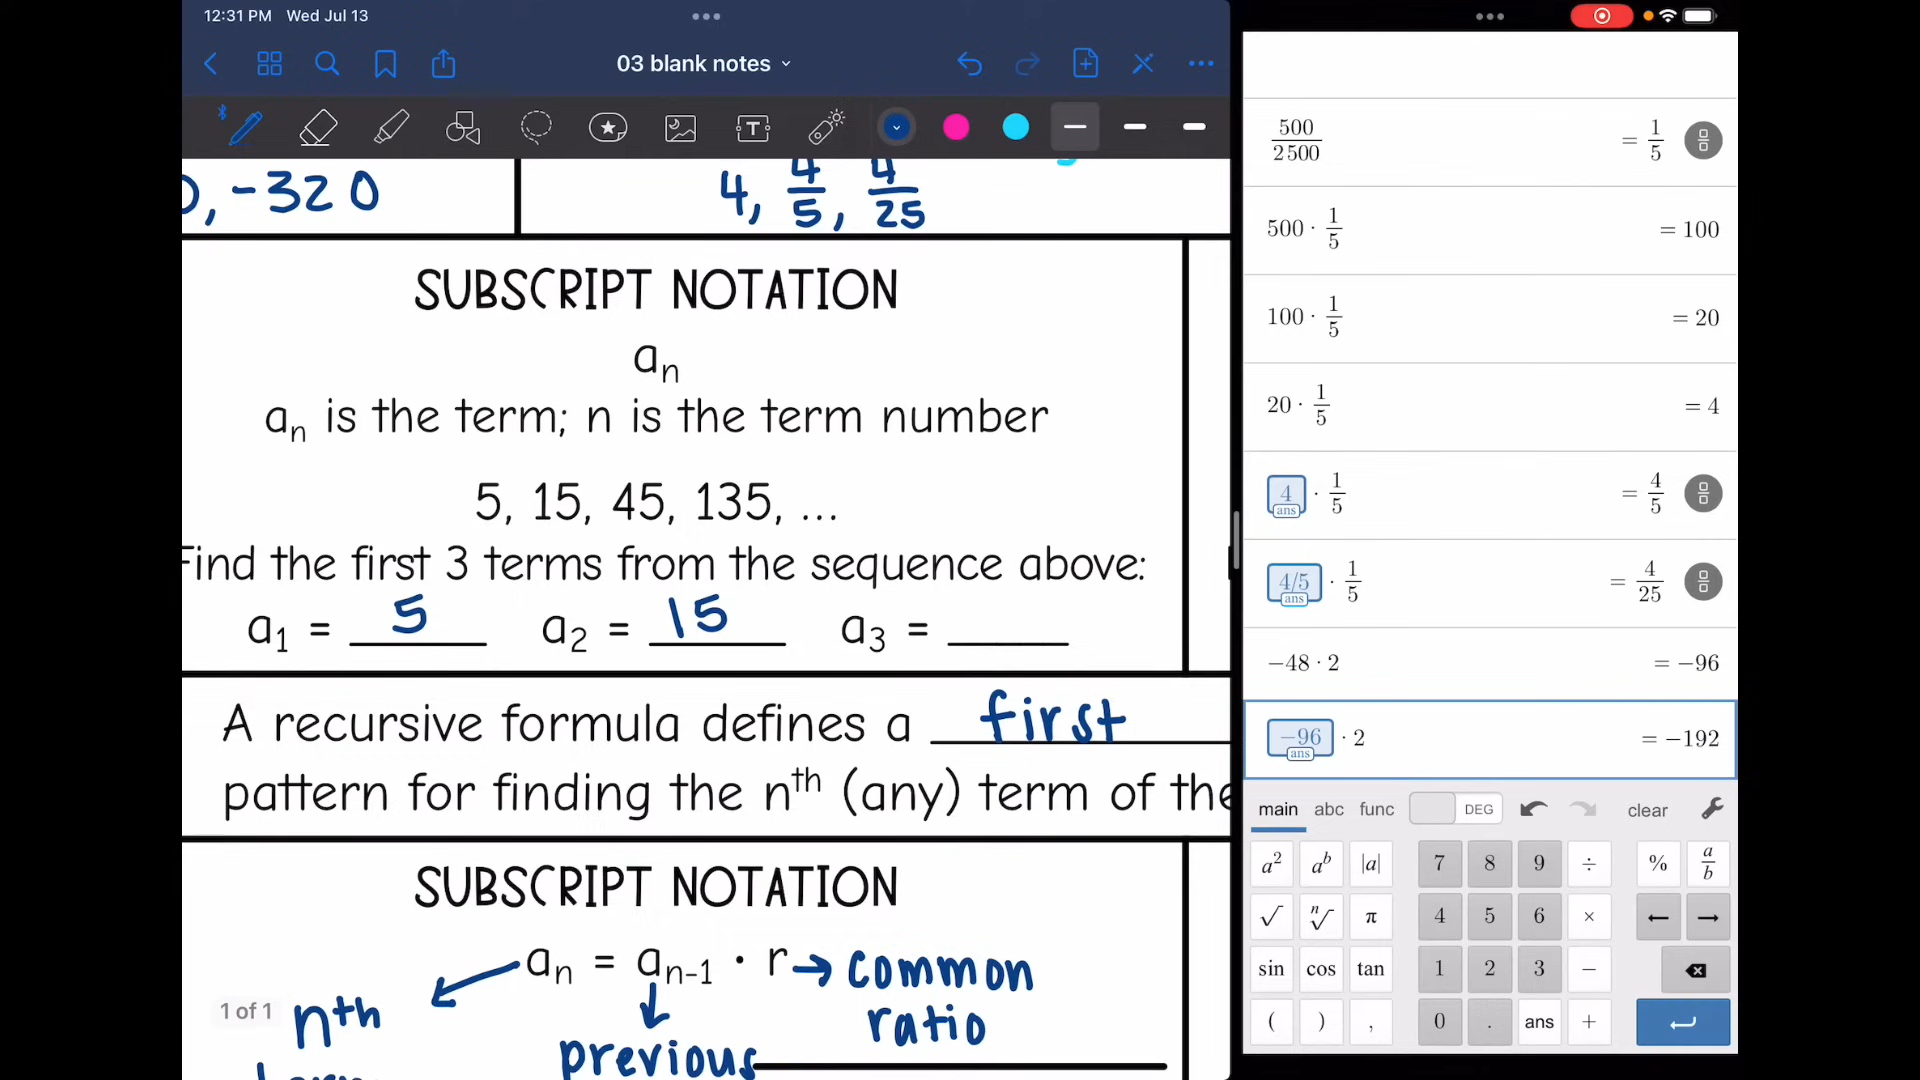 12:31 PM Wed Jul 13
03 blank notes
, -320
4, 4/5, 4/25
SUBSCRIPT NOTATION
aₙ
aₙ is the term; n is the term number
5, 15, 45, 135, ...
Find the first 3 terms from the sequence above:
a₁ = 5 a₂ = 15 a₃ = ______
A recursive formula defines a first
pattern for finding the nᵗʰ (any) term of the
SUBSCRIPT NOTATION
aₙ = aₙ₋₁ · r → common
ratio
nᵗʰ
previous
1 of 1
500/2500 = 1/5
500 · 1/5 = 100
100 · 1/5 = 20
20 · 1/5 = 4
4 ans · 1/5 = 4/5
4/5 ans · 1/5 = 4/25
-48 · 2 = -96
-96 ans · 2 = -192
main abc func DEG clear
a² aᵇ |a| 7 8 9 ÷ % a/b
√ ⁿ√ π 4 5 6 × ← →
sin cos tan 1 2 3 −
( ) , 0 . ans +